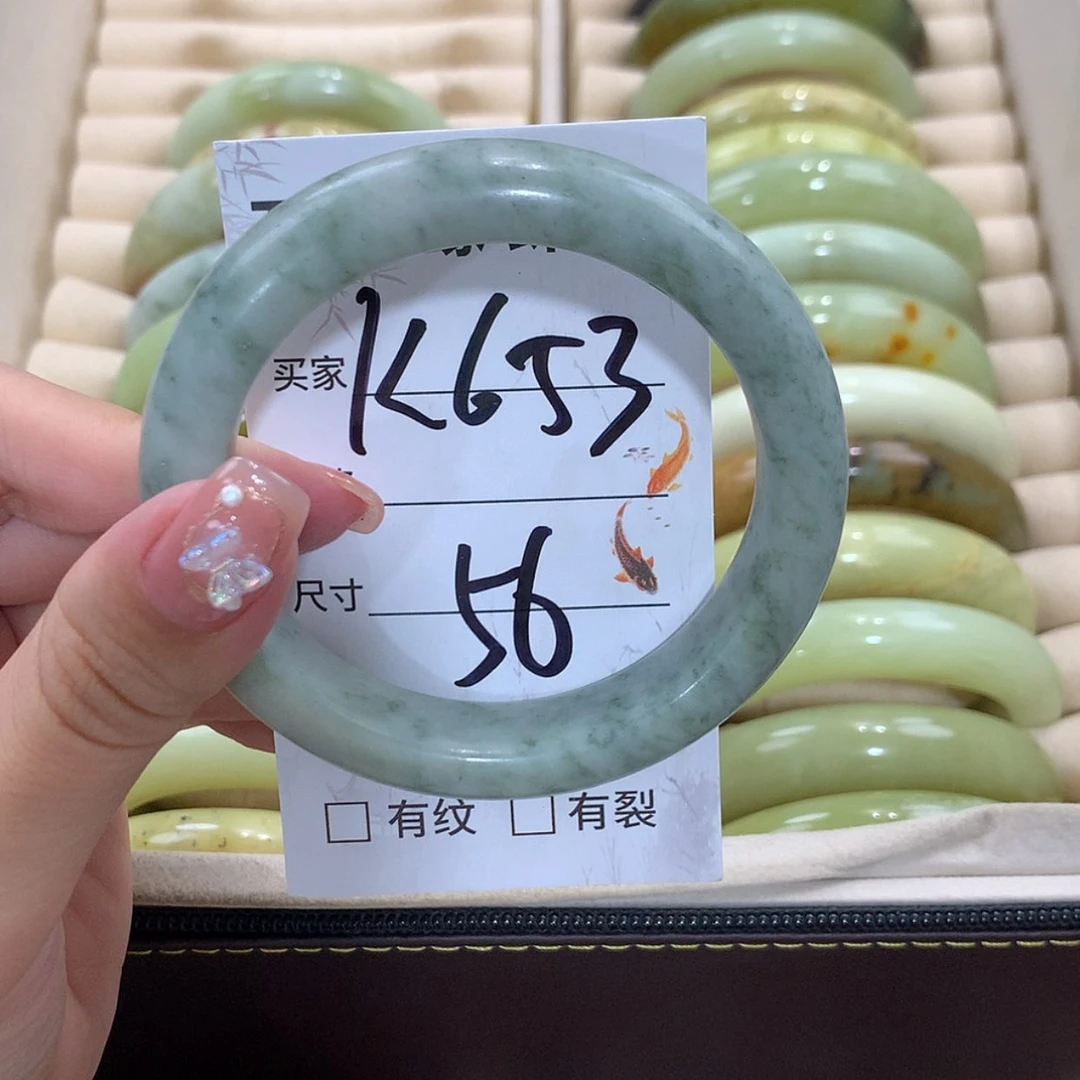 买家 K653
尺寸 56
□ 有纹 □ 有裂